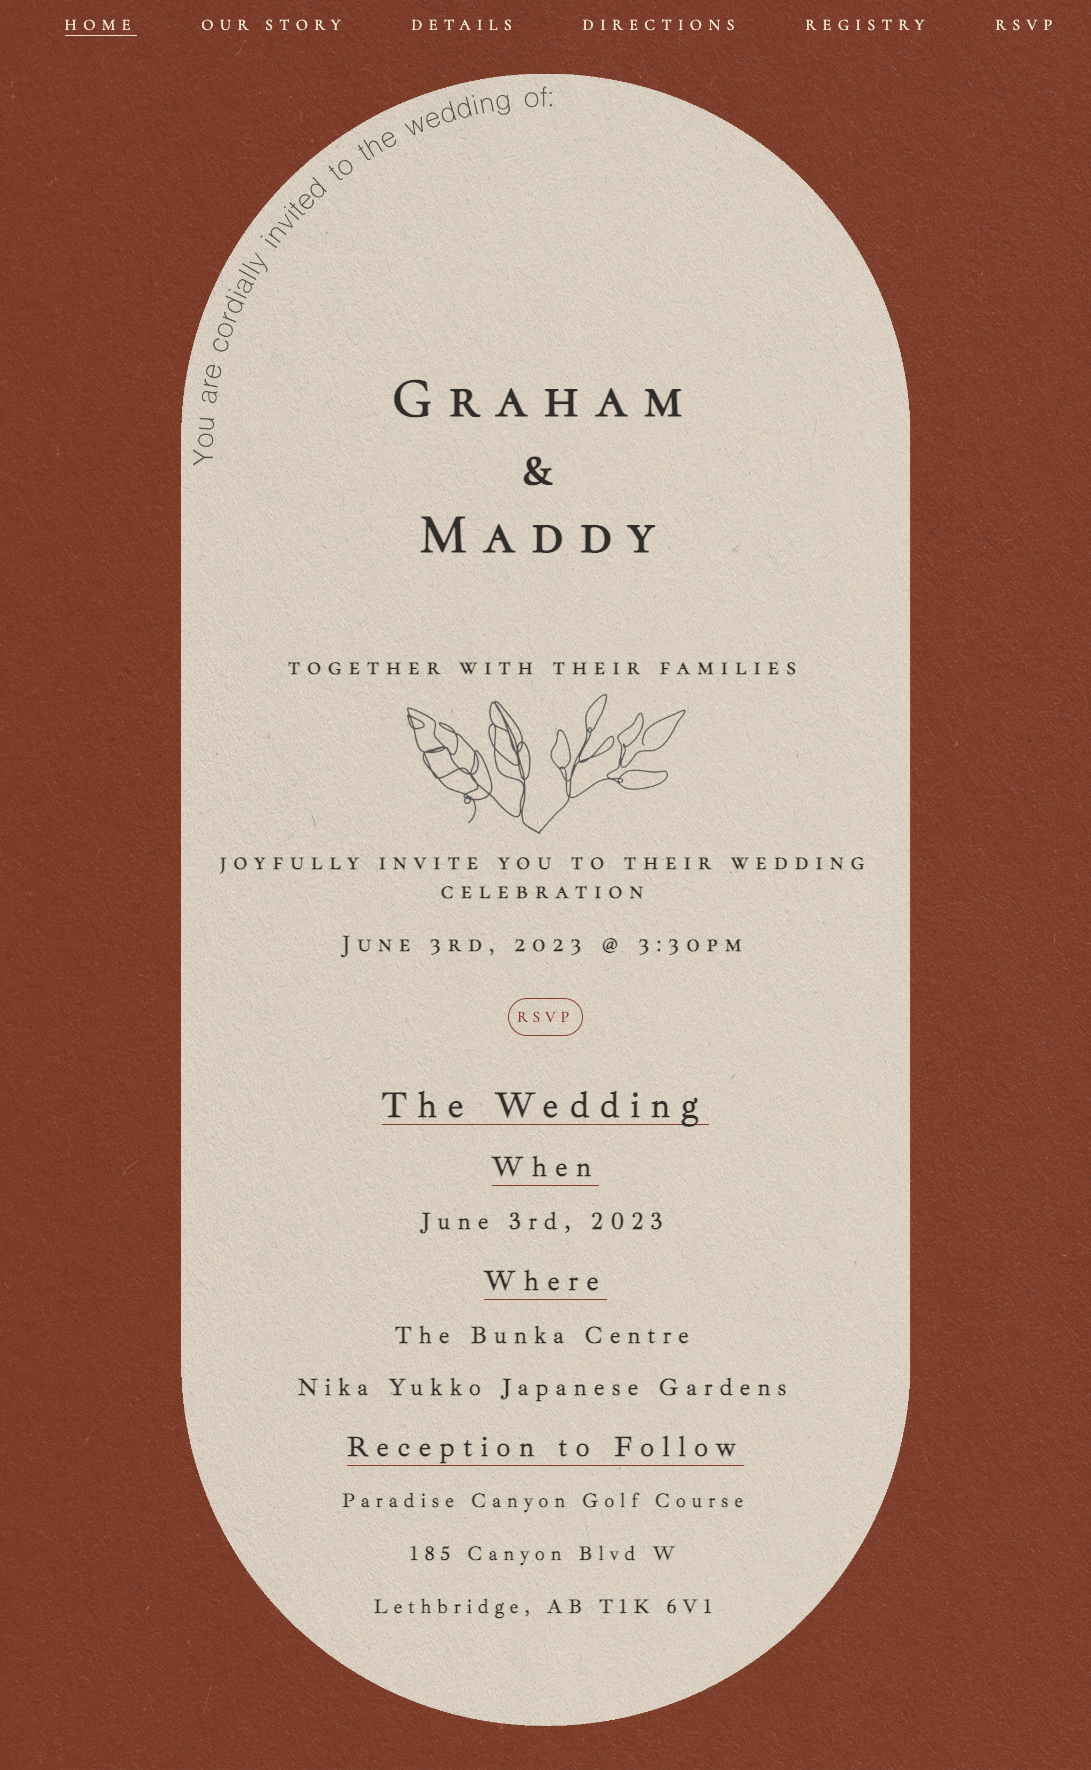 HOME OUR STORY DETAILS DIRECTIONS REGISTRY RSVP
You are cordially invited to the wedding of:
GRAHAM
&
MADDY
TOGETHER WITH THEIR FAMILIES
JOYFULLY INVITE YOU TO THEIR WEDDING
CELEBRATION
JUNE 3RD, 2023 @ 3:30PM
RSVP
The Wedding
When
June 3rd, 2023
Where
The Bunka Centre
Nika Yukko Japanese Gardens
Reception to Follow
Paradise Canyon Golf Course
185 Canyon Blvd W
Lethbridge, AB T1K 6V1